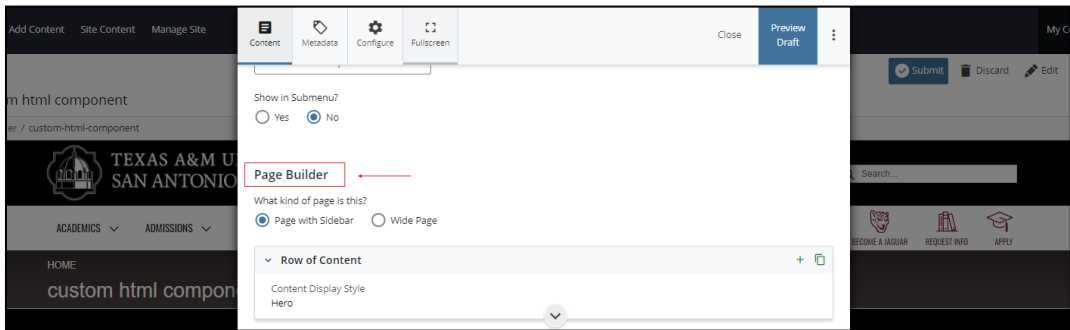 Add Content Site Content Manage Site
Content Metadata Configure Fullscreen
Close
Preview Draft
My C
Submit Discard Edit
m html component
er / custom-html-component
Show in Submenu?
Yes No
TEXAS A&M U
SAN ANTONIO
Search...
Page Builder
What kind of page is this?
Page with Sidebar Wide Page
ACADEMICS ADMISSIONS
BECOME A JAGUAR REQUEST INFO APPLY
HOME
custom html compon
Row of Content
Content Display Style
Hero